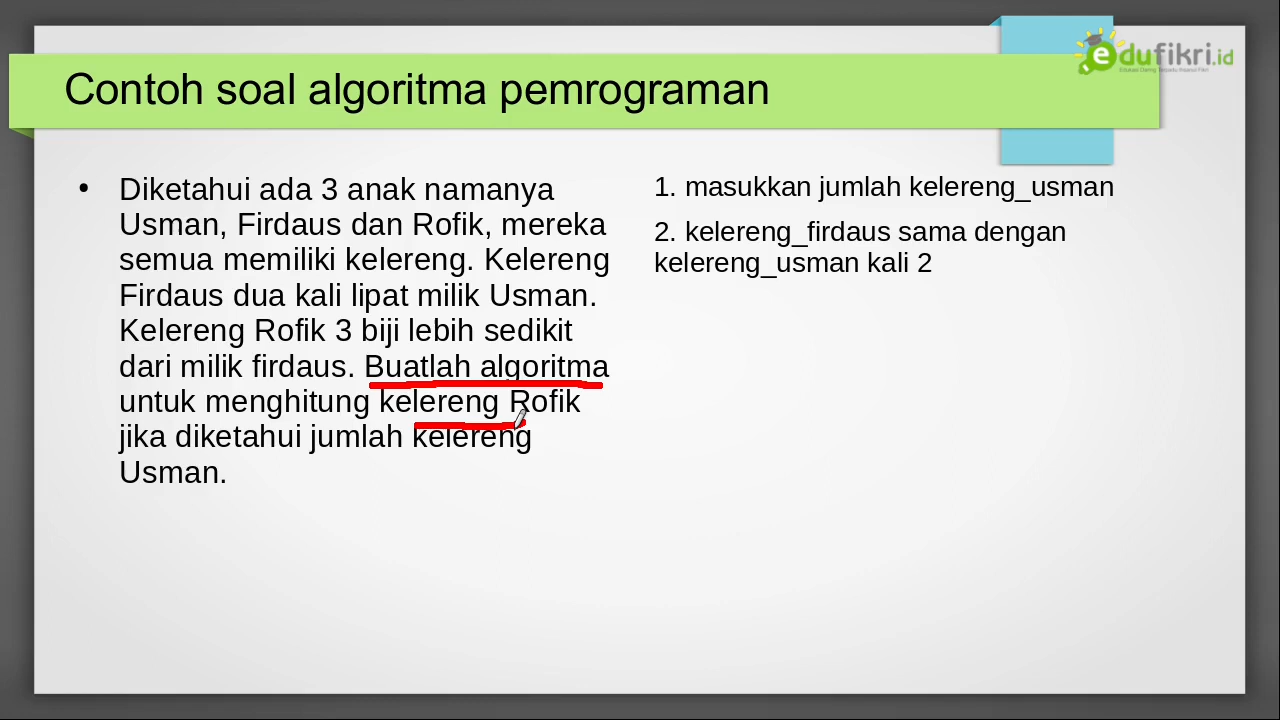 edufikri.id
Contoh soal algoritma pemrograman
• Diketahui ada 3 anak namanya
Usman, Firdaus dan Rofik, mereka
semua memiliki kelereng. Kelereng
Firdaus dua kali lipat milik Usman.
Kelereng Rofik 3 biji lebih sedikit
dari milik firdaus. Buatlah algoritma
untuk menghitung kelereng Rofik
jika diketahui jumlah kelereng
Usman.
1. masukkan jumlah kelereng_usman
2. kelereng_firdaus sama dengan
kelereng_usman kali 2